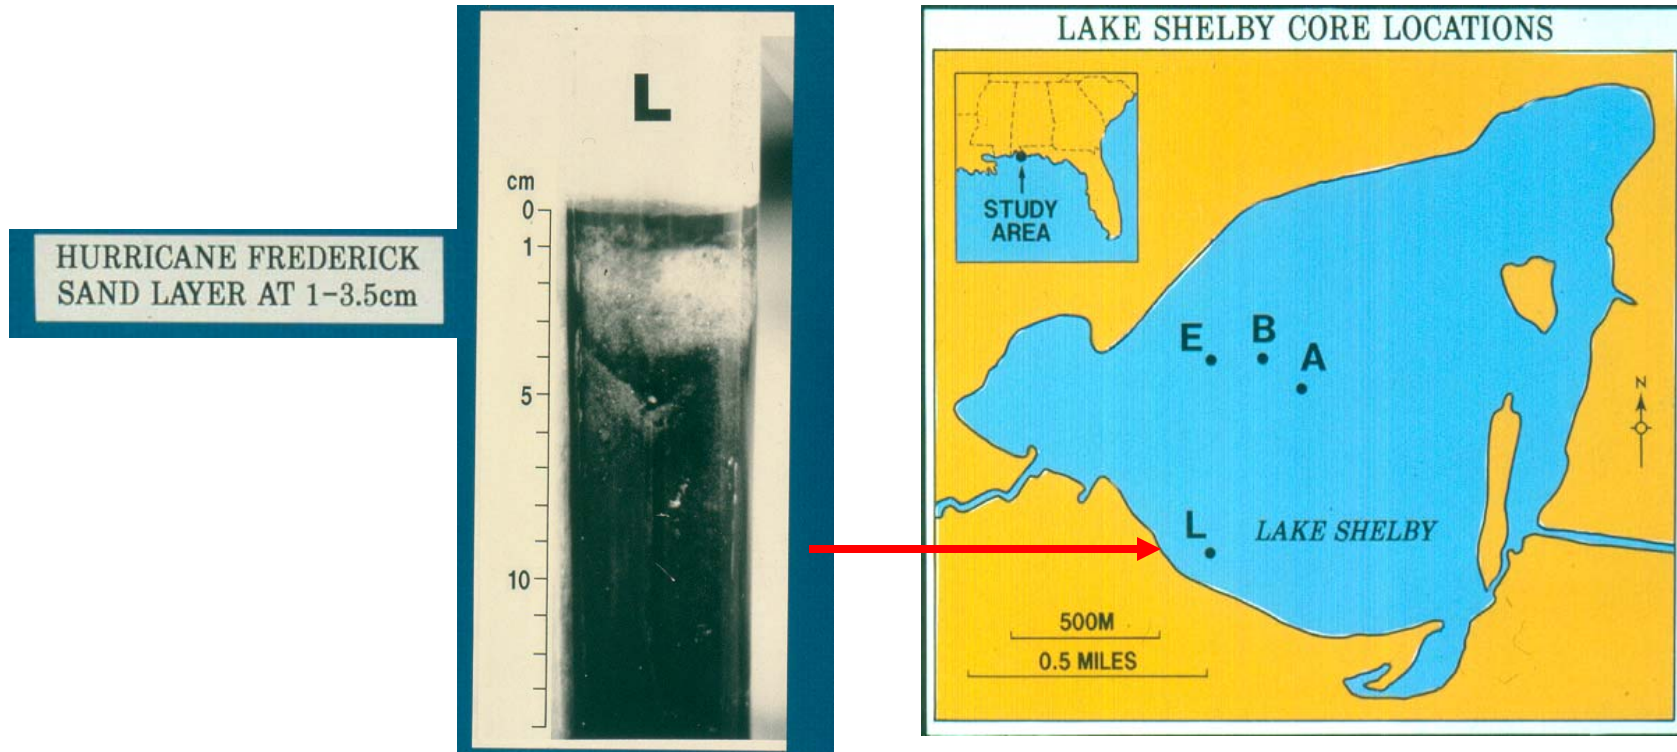 HURRICANE FREDERICK
SAND LAYER AT 1-3.5cm
L
cm
0
1
5
10
LAKE SHELBY CORE LOCATIONS
STUDY
AREA
E
B
A
N
L
LAKE SHELBY
500M
0.5 MILES